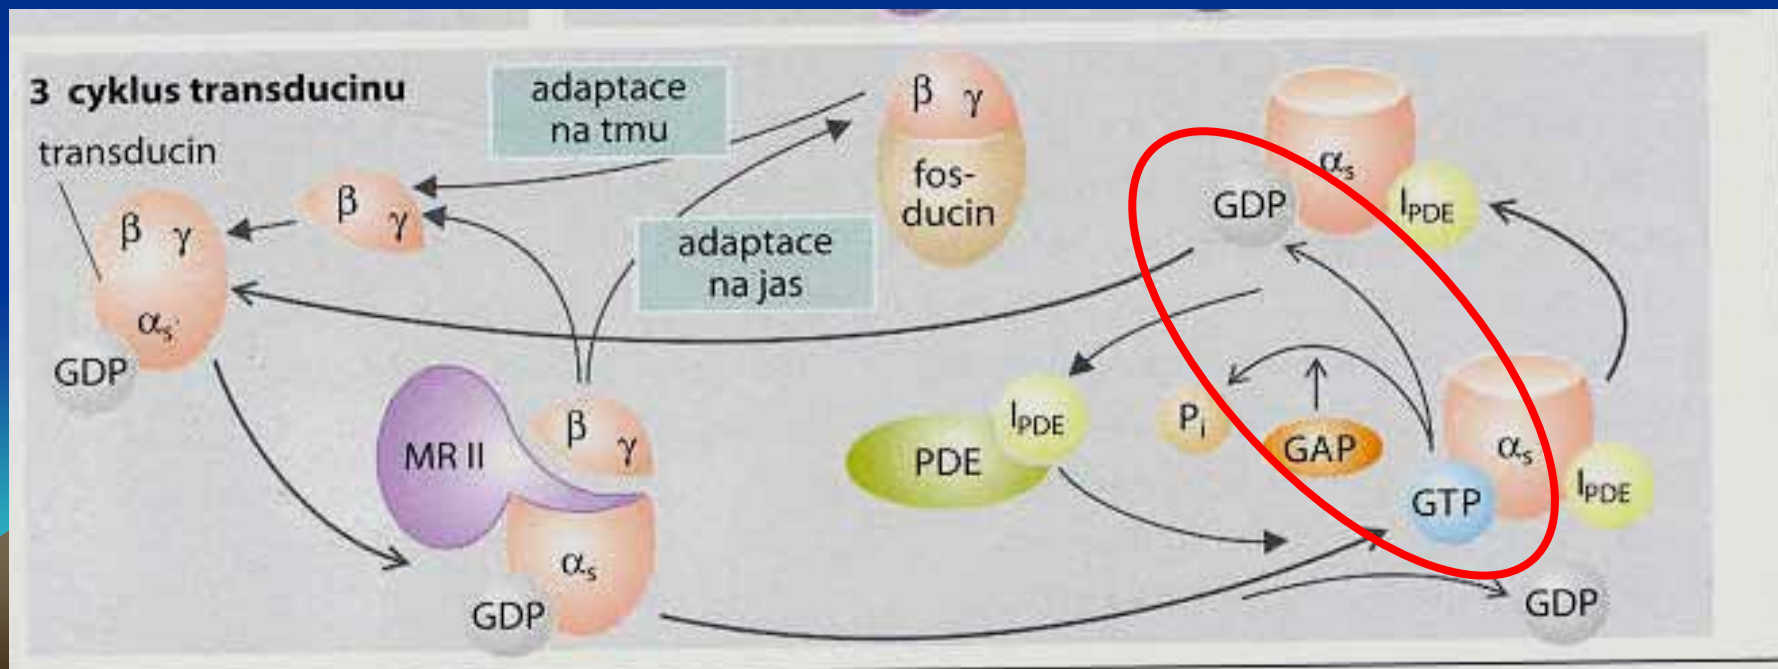 3 cyklus transducinu
transducin
β γ
αs
GDP
β γ
adaptace
na tmu
adaptace
na jas
β γ
fos-
ducin
MR II
β γ
αs
GDP
PDE
IPDE
Pi
GAP
GDP
αs
IPDE
GTP
αs
IPDE
GDP